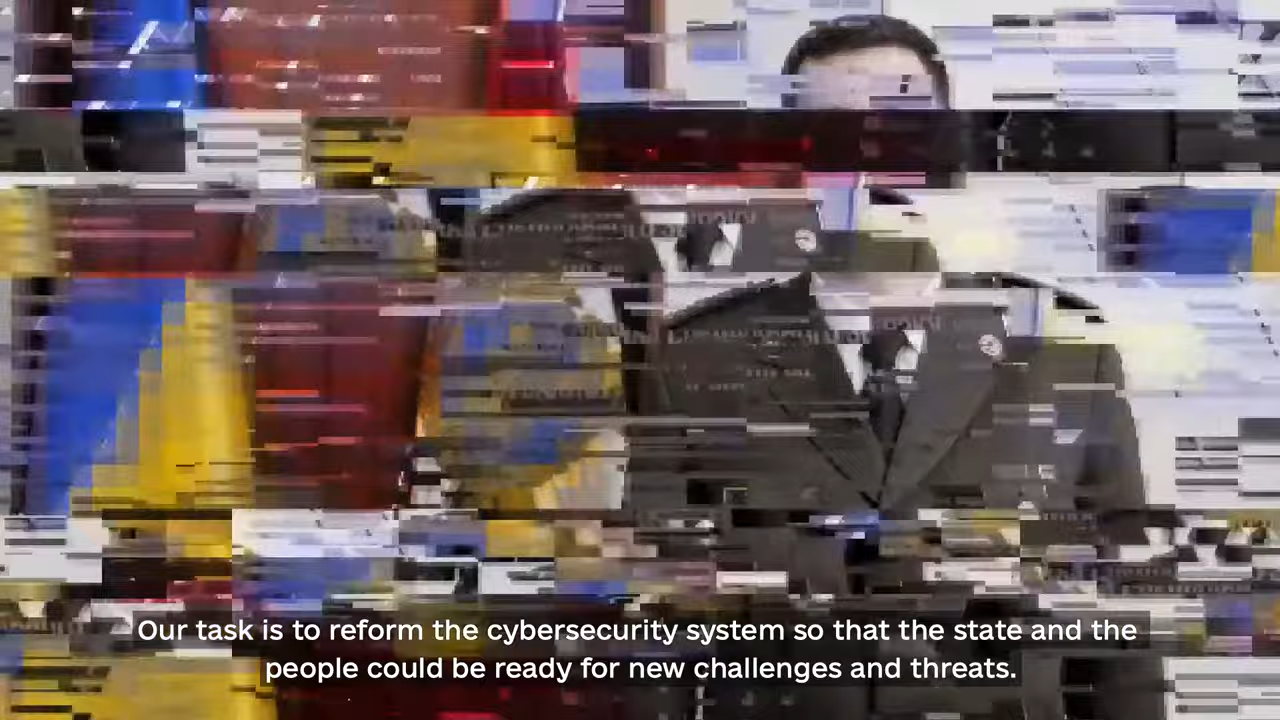 Our task is to reform the cybersecurity system so that the state and the
people could be ready for new challenges and threats.